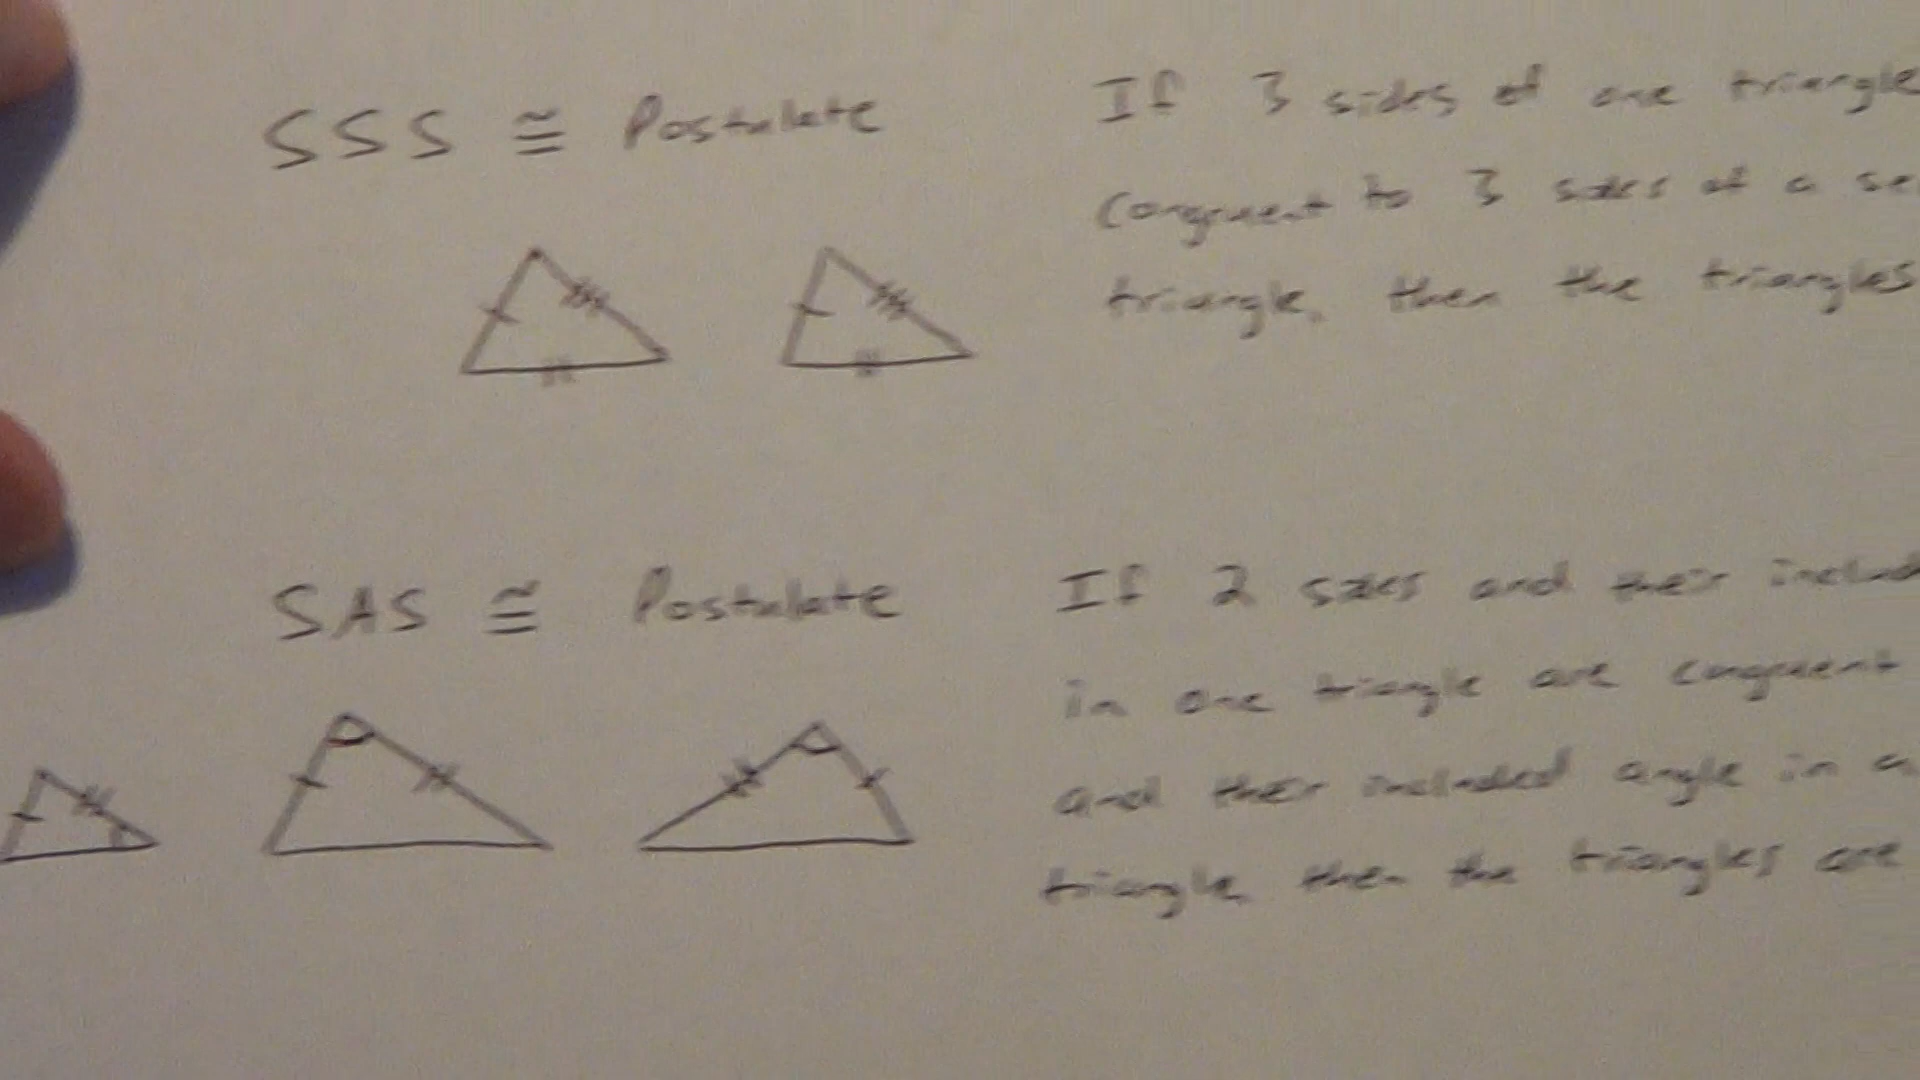 SSS ≅ Postulate
If 3 sides of one triangle
congruent to 3 sides of a se
triangle, then the triangles
SAS ≅ Postulate
If 2 sides and their includ
in one triangle are congruent
and their included angle in a
triangle, then the triangles are